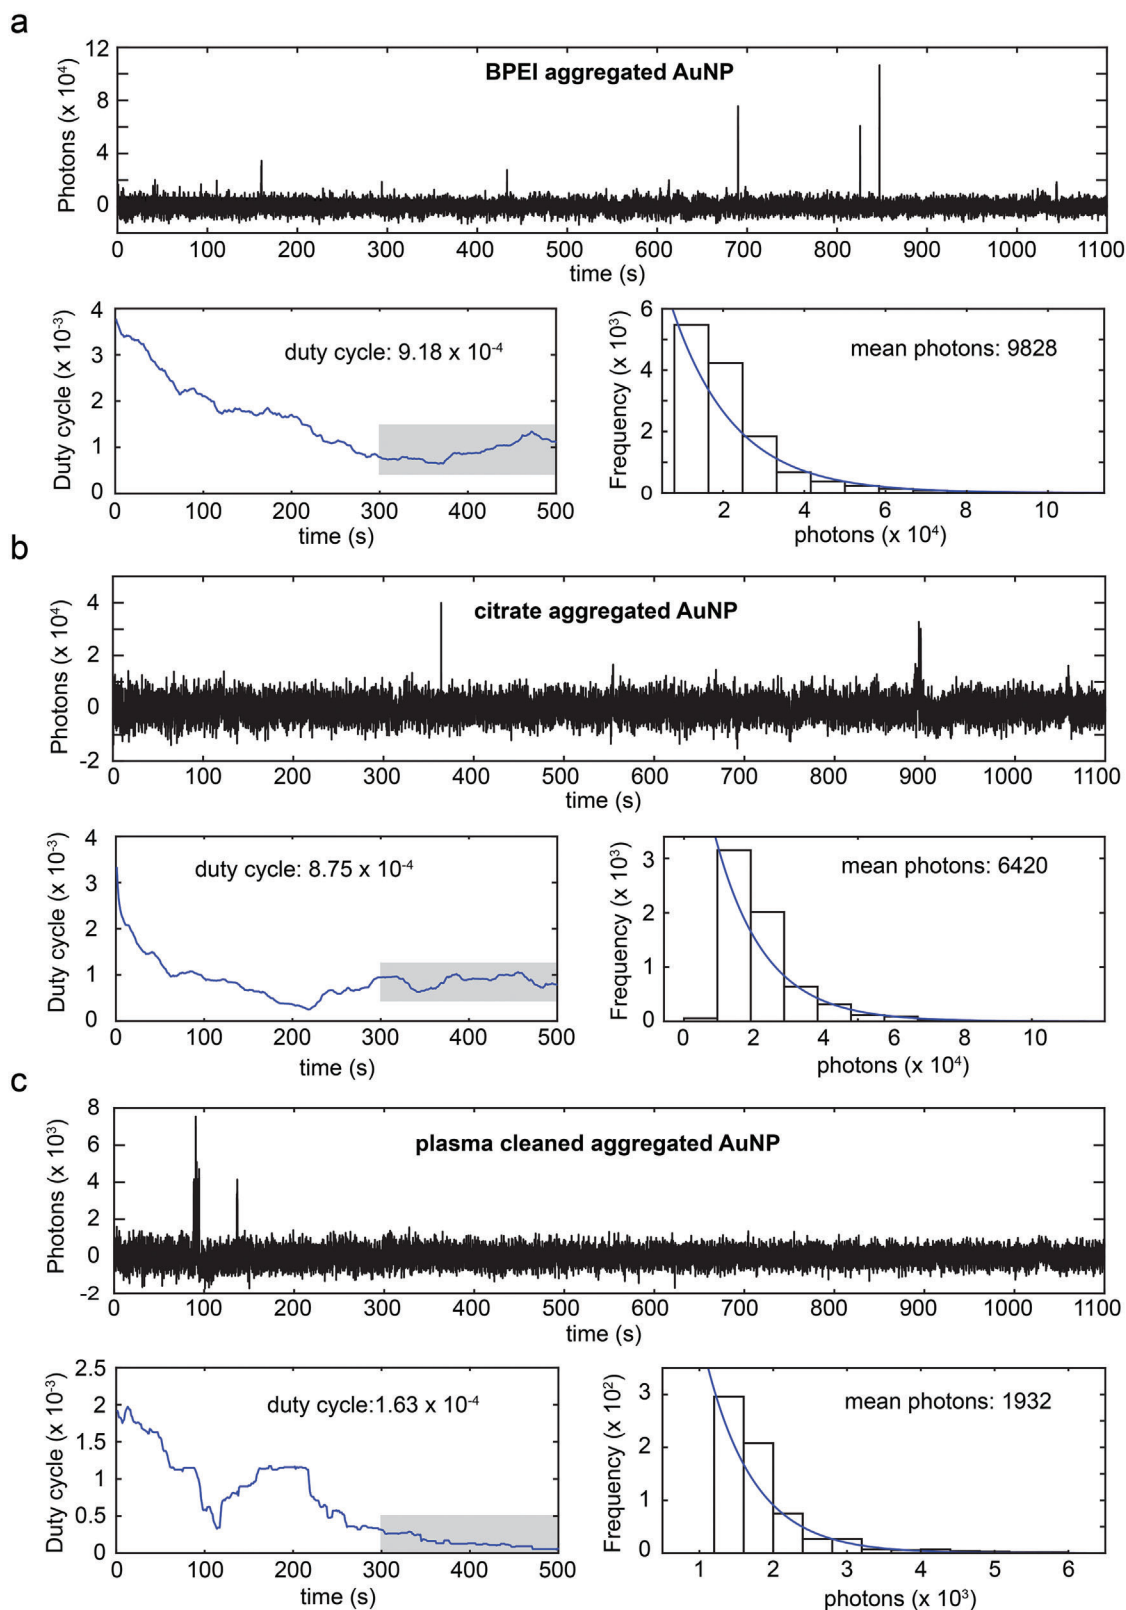 a
BPEI aggregated AuNP
Photons (x 10⁴)
12
8
4
0
0 100 200 300 400 500 600 700 800 900 1000 1100
time (s)
Duty cycle (x 10⁻³)
4
3
2
1
0
duty cycle: 9.18 x 10⁻⁴
0 100 200 300 400 500
time (s)
Frequency (x 10³)
6
4
2
0
mean photons: 9828
2 4 6 8 10
photons (x 10⁴)
b
citrate aggregated AuNP
Photons (x 10⁴)
4
2
0
-2
0 100 200 300 400 500 600 700 800 900 1000 1100
time (s)
Duty cycle (x 10⁻³)
4
3
2
1
0
duty cycle: 8.75 x 10⁻⁴
0 100 200 300 400 500
time (s)
Frequency (x 10³)
3
2
1
0
mean photons: 6420
0 2 4 6 8 10
photons (x 10⁴)
c
plasma cleaned aggregated AuNP
Photons (x 10³)
8
6
4
2
0
-2
0 100 200 300 400 500 600 700 800 900 1000 1100
time (s)
Duty cycle (x 10⁻³)
2.5
2
1.5
1
0.5
0
duty cycle:1.63 x 10⁻⁴
0 100 200 300 400 500
time (s)
Frequency (x 10²)
3
2
1
0
mean photons: 1932
1 2 3 4 5 6
photons (x 10³)